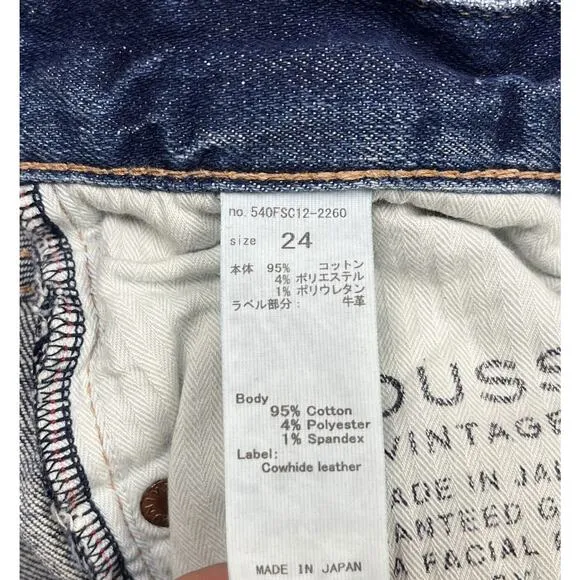 no. 540FSC12-2260
size 24
本体 95% コットン
4% ポリエステル
1% ポリウレタン
ラベル部分: 牛革
Body
95% Cotton
4% Polyester
1% Spandex
Label:
Cowhide leather
MADE IN JAPAN
OUSS
VINTAGE
ADE IN JA
ANTEED G
A FACIAL